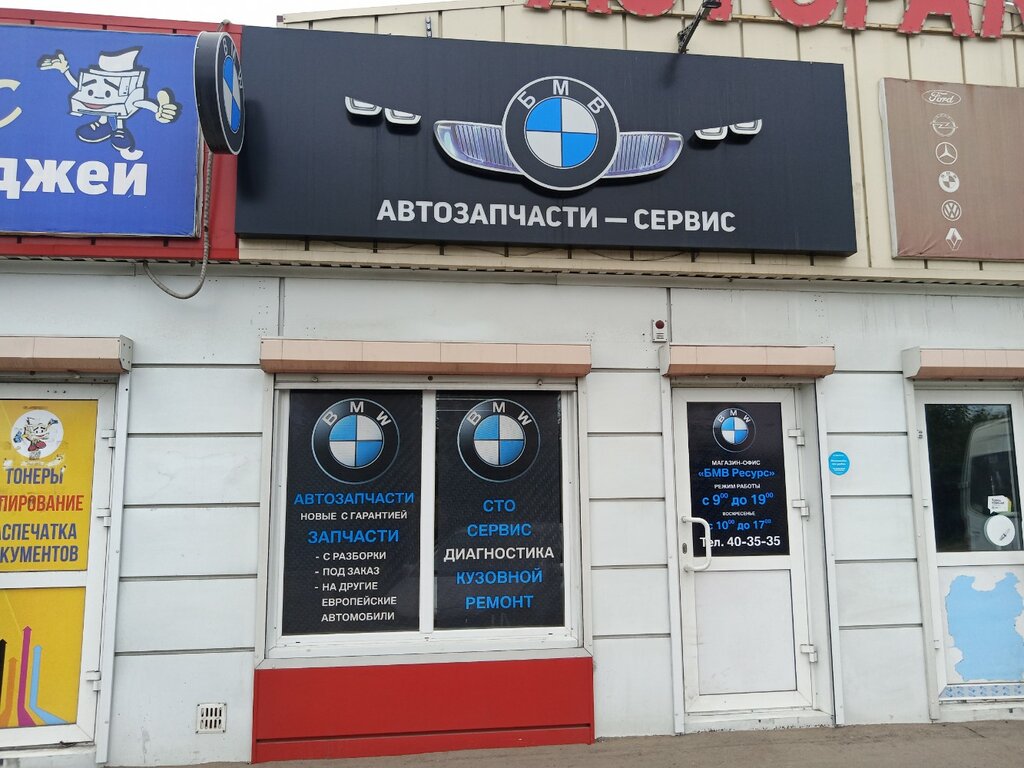 С
джей
БМВ
АВТОЗАПЧАСТИ — СЕРВИС
Ford
ТОНЕРЫ
ПИРОВАНИЕ
АСПЕЧАТКА
КУМЕНТОВ
BMW
АВТОЗАПЧАСТИ
НОВЫЕ С ГАРАНТИЕЙ
ЗАПЧАСТИ
- С РАЗБОРКИ
- ПОД ЗАКАЗ
- НА ДРУГИЕ
ЕВРОПЕЙСКИЕ
АВТОМОБИЛИ
BMW
СТО
СЕРВИС
ДИАГНОСТИКА
КУЗОВНОЙ
РЕМОНТ
BMW
МАГАЗИН-ОФИС
«БМВ Ресурс»
РЕЖИМ РАБОТЫ
с 9⁰⁰ до 19⁰⁰
ВОСКРЕСЕНЬЕ
с 10⁰⁰ до 17⁰⁰
Тел. 40-35-35